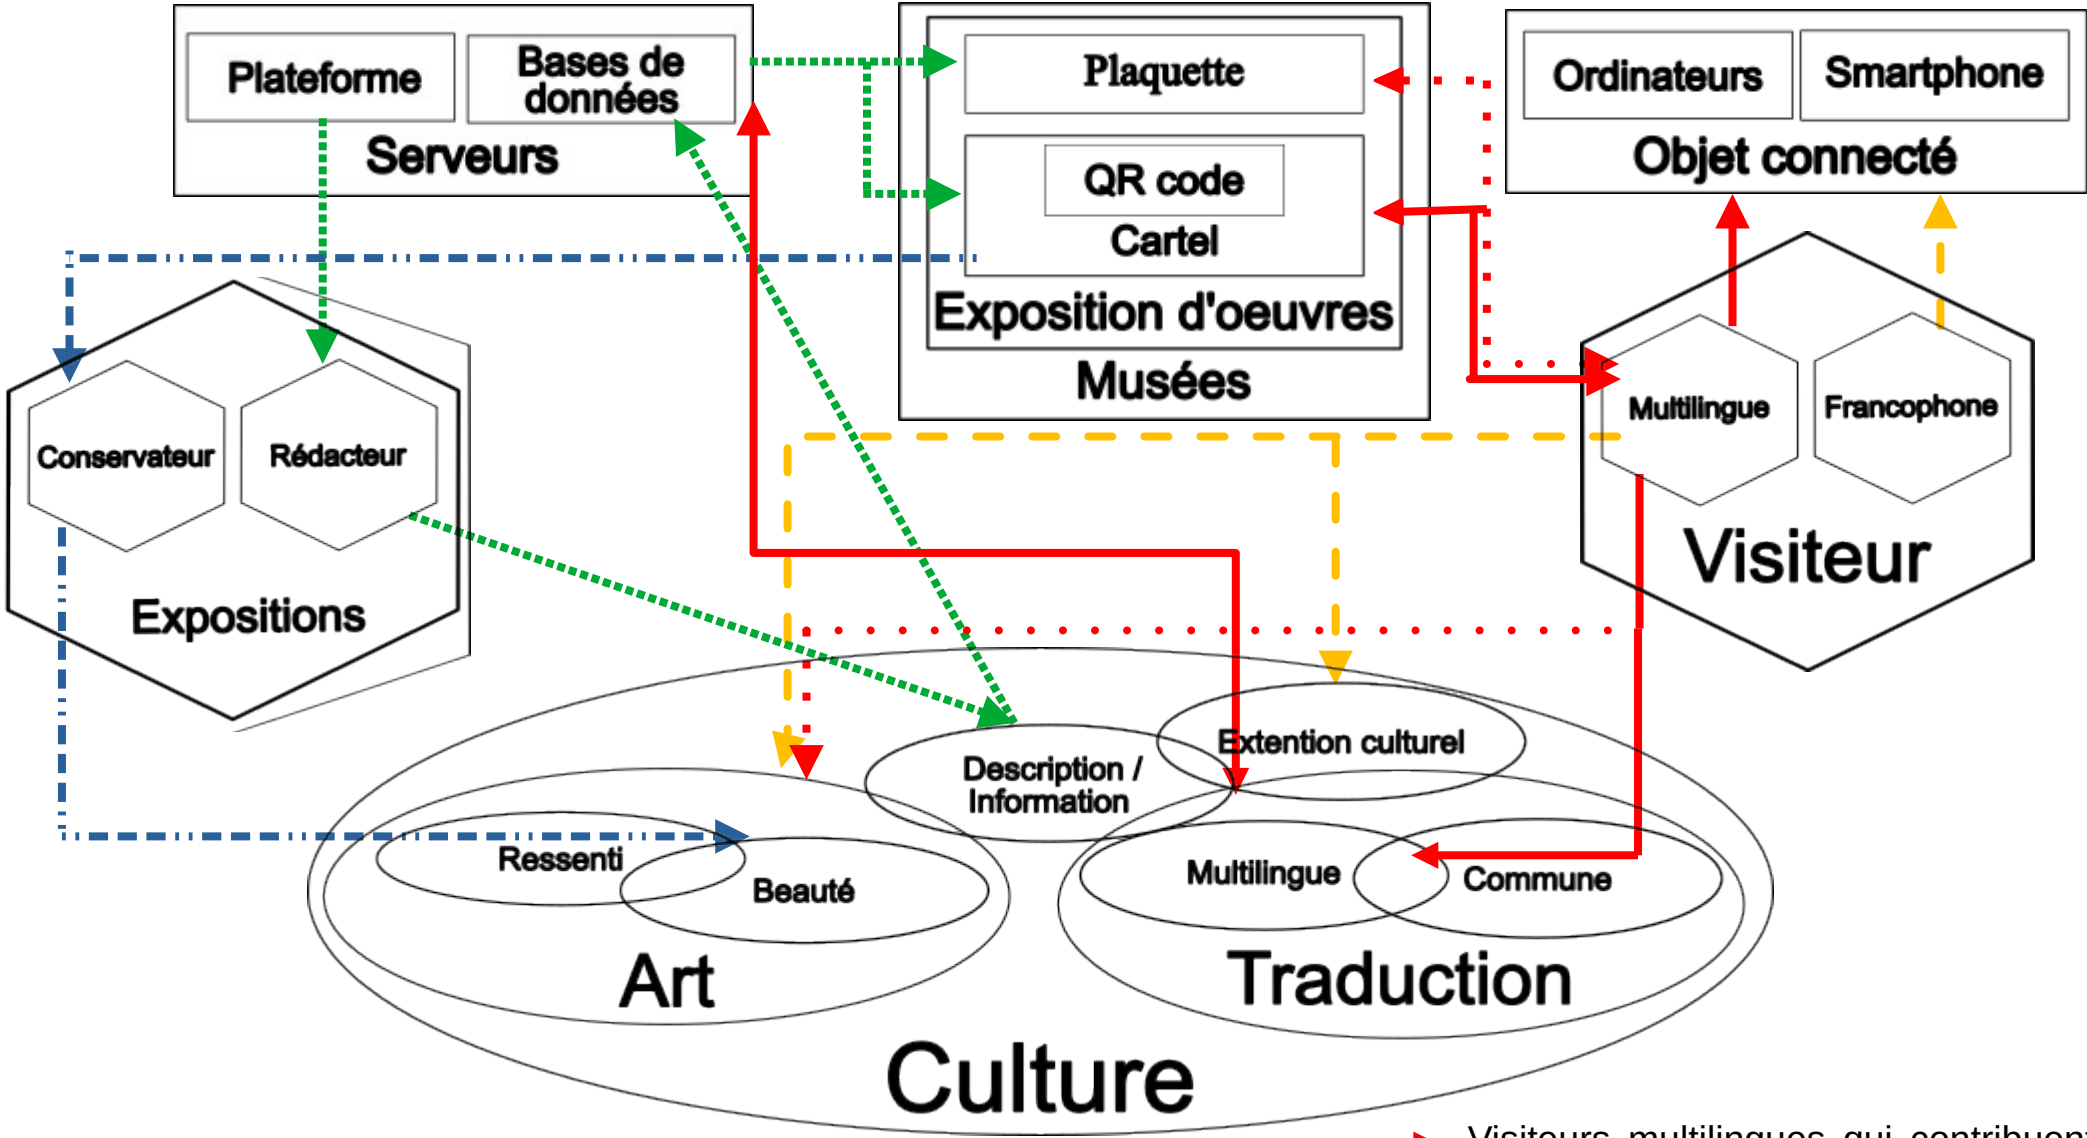 Plateforme
Bases de
données
Serveurs
Plaquette
QR code
Cartel
Exposition d'oeuvres
Musées
Ordinateurs
Smartphone
Objet connecté
Conservateur
Rédacteur
Expositions
Multilingue
Francophone
Visiteur
Extention culturel
Description /
Information
Ressenti
Beauté
Multilingue
Commune
Art
Traduction
Culture
Visiteurs multilingues qui contribuent